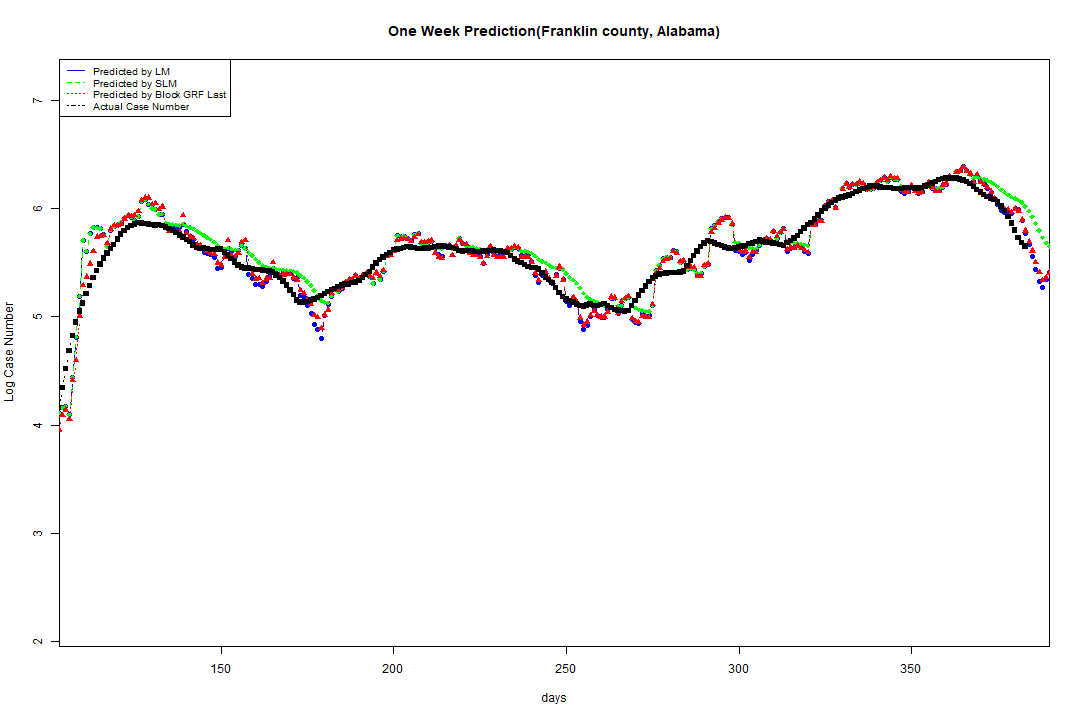 One Week Prediction(Franklin county, Alabama)
Predicted by LM
Predicted by SLM
Predicted by Block GRF Last
Actual Case Number
7
6
5
4
3
2
Log Case Number
150 200 250 300 350
days